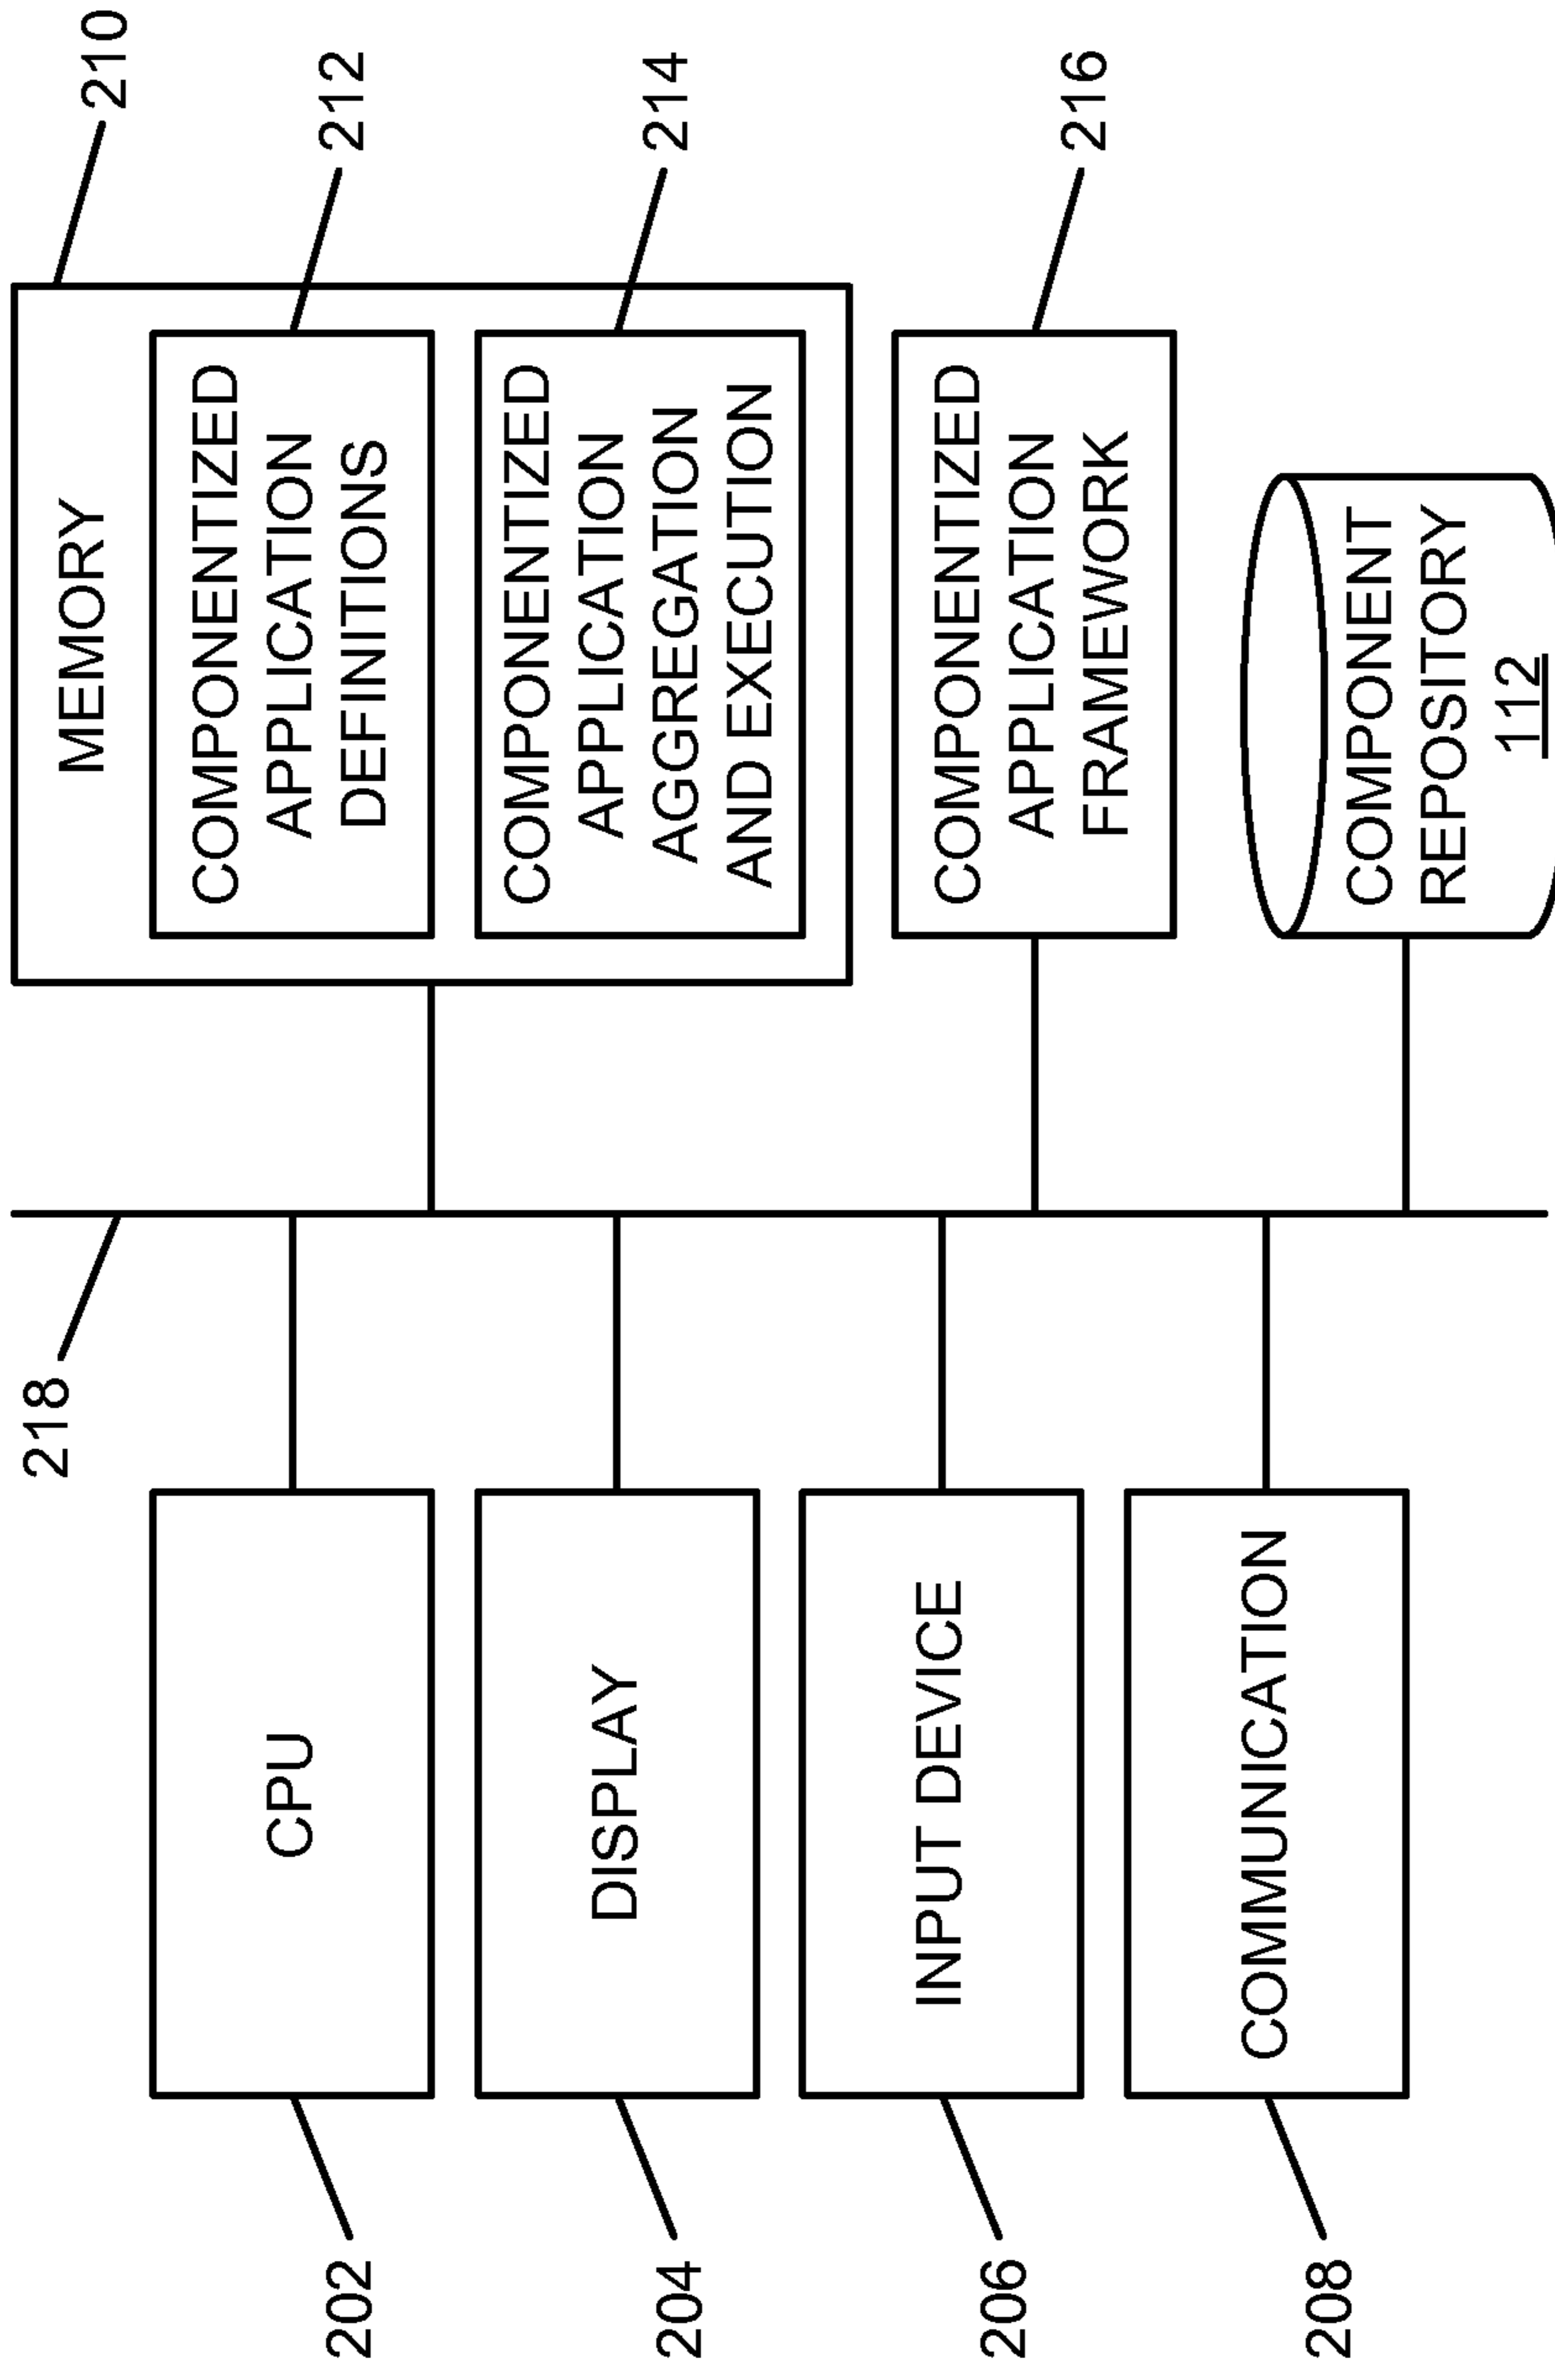 218
210
MEMORY
202
CPU
COMPONENTIZED
APPLICATION
DEFINITIONS
212
204
DISPLAY
COMPONENTIZED
APPLICATION
AGGREGATION
AND EXECUTION
214
206
INPUT DEVICE
COMPONENTIZED
APPLICATION
FRAMEWORK
216
208
COMMUNICATION
COMPONENT
REPOSITORY
112